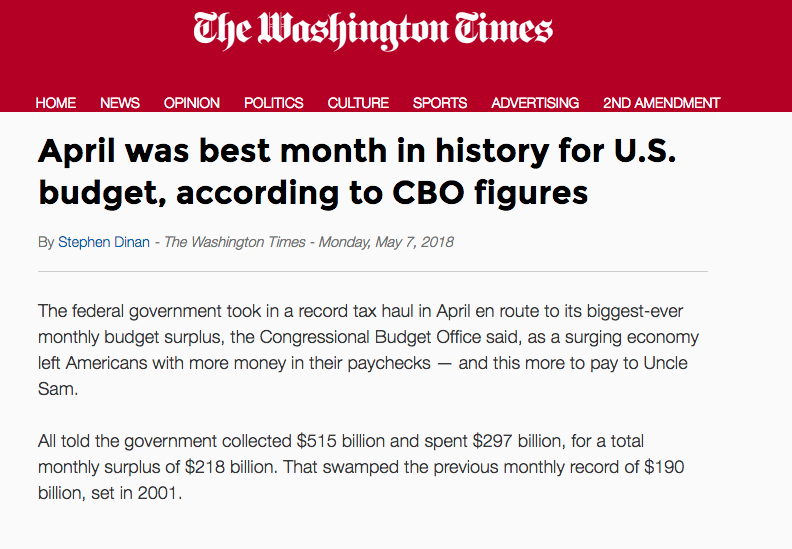 The Washington Times
HOME NEWS OPINION POLITICS CULTURE SPORTS ADVERTISING 2ND AMENDMENT
April was best month in history for U.S.
budget, according to CBO figures
By Stephen Dinan - The Washington Times - Monday, May 7, 2018
The federal government took in a record tax haul in April en route to its biggest-ever
monthly budget surplus, the Congressional Budget Office said, as a surging economy
left Americans with more money in their paychecks — and this more to pay to Uncle
Sam.
All told the government collected $515 billion and spent $297 billion, for a total
monthly surplus of $218 billion. That swamped the previous monthly record of $190
billion, set in 2001.